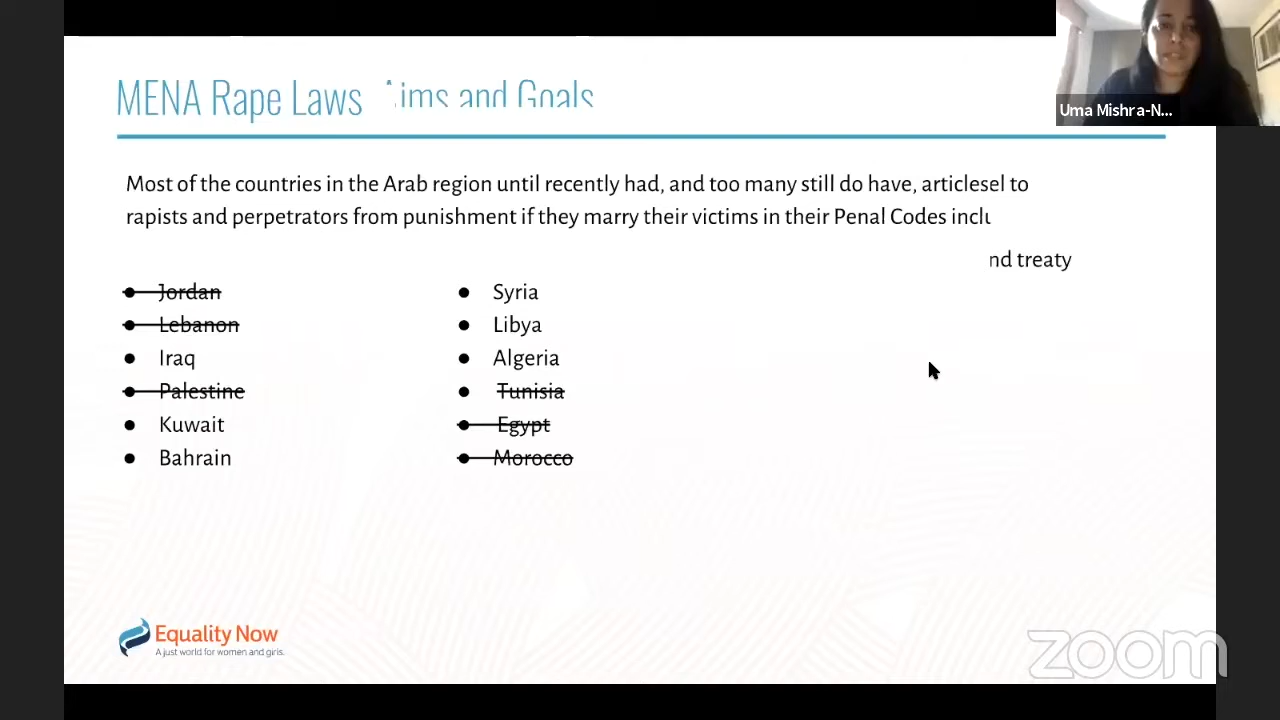 MENA Rape Laws Aims and Goals
Uma Mishra-N...
Most of the countries in the Arab region until recently had, and too many still do have, articlesel to
rapists and perpetrators from punishment if they marry their victims in their Penal Codes inclu
nd treaty
Jordan
Lebanon
Iraq
Palestine
Kuwait
Bahrain
Syria
Libya
Algeria
Tunisia
Egypt
Morocco
Equality Now
A just world for women and girls.
zoom